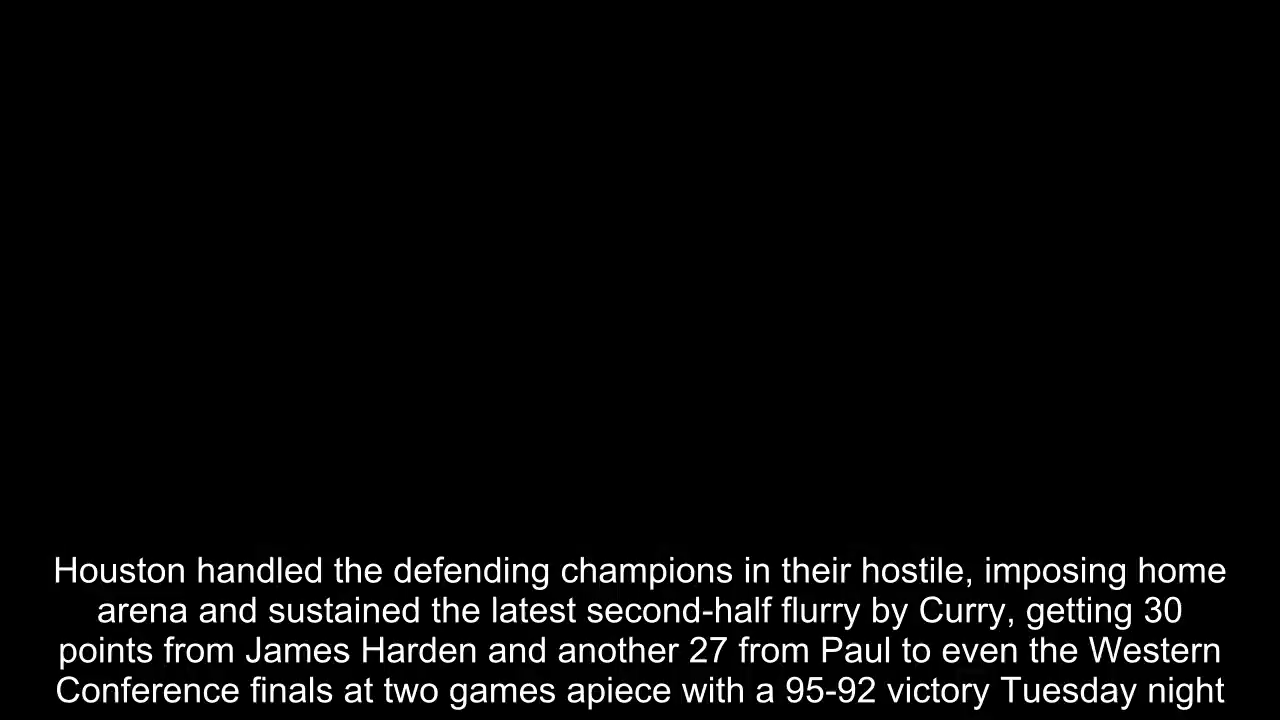 Houston handled the defending champions in their hostile, imposing home
arena and sustained the latest second-half flurry by Curry, getting 30
points from James Harden and another 27 from Paul to even the Western
Conference finals at two games apiece with a 95-92 victory Tuesday night